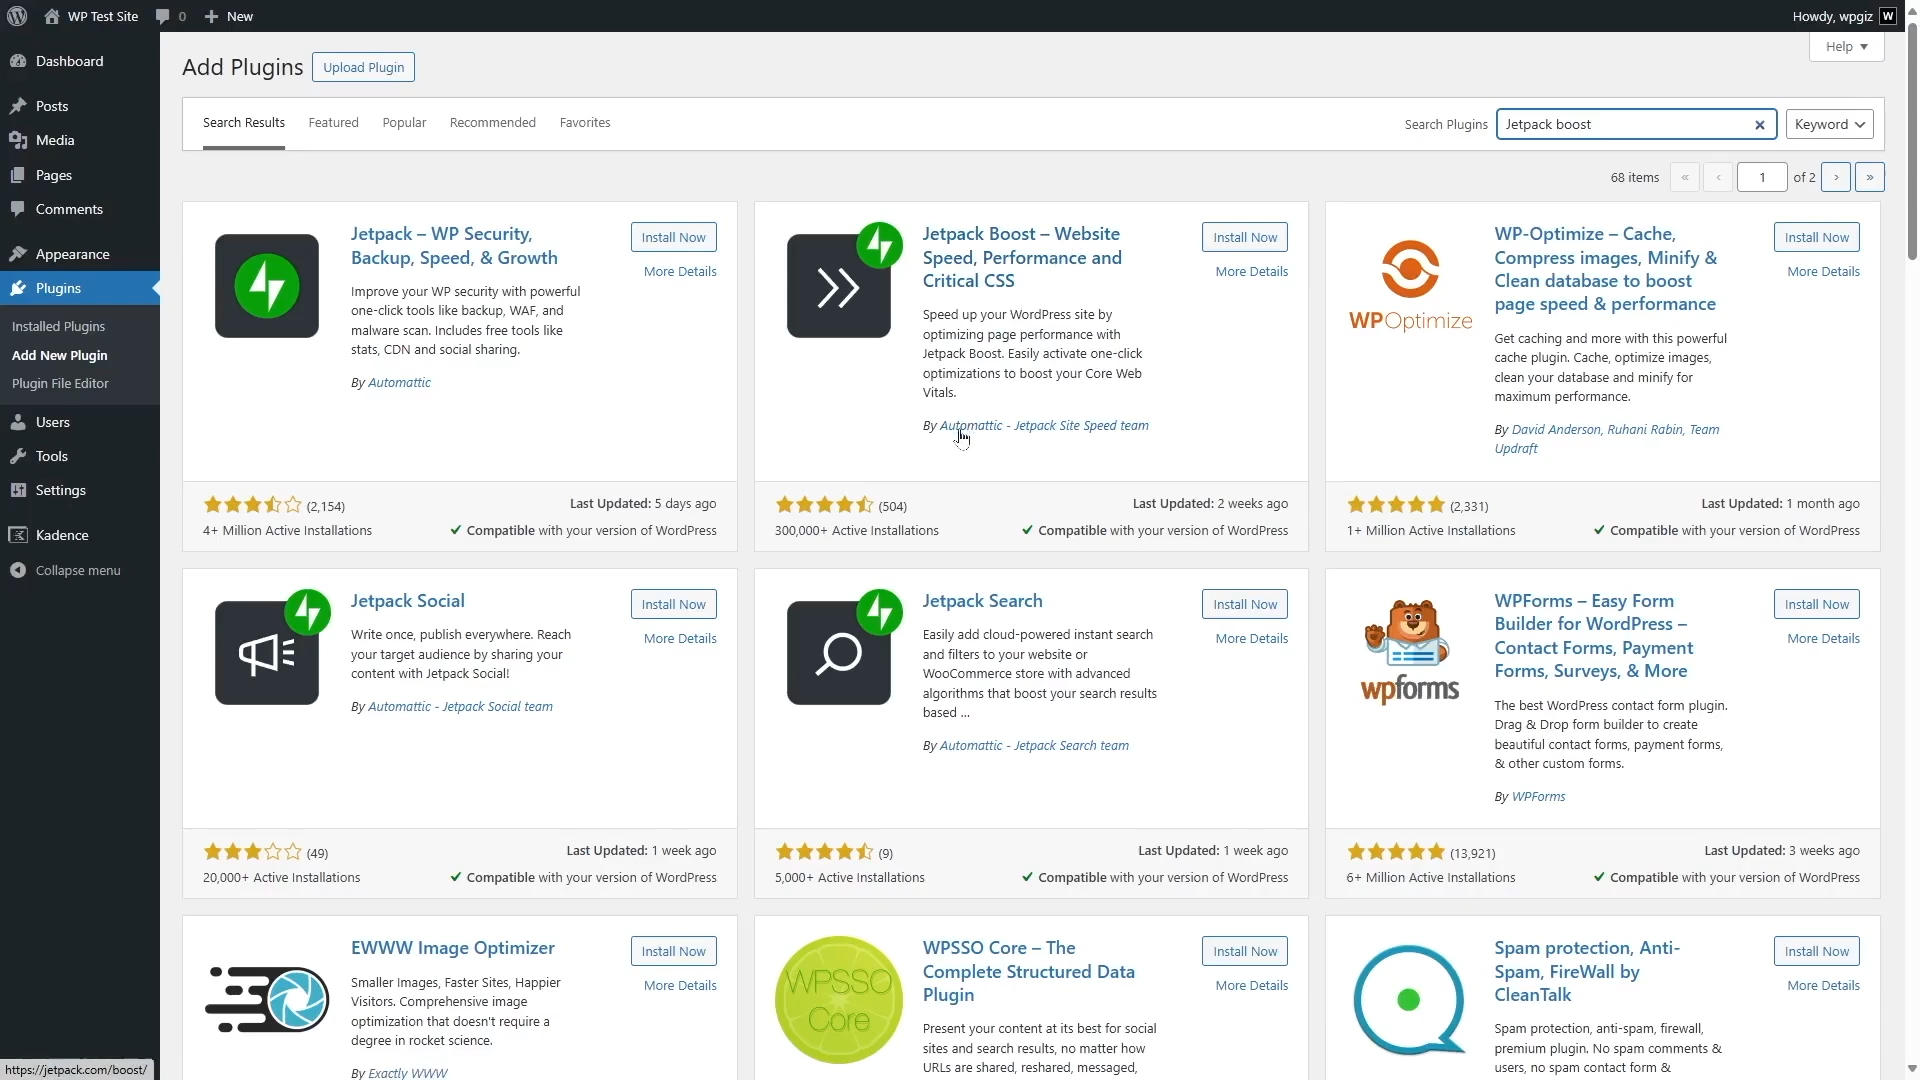 WP Test Site
0
New
Howdy, wpgiz
W
Dashboard
Posts
Media
Pages
Comments
Appearance
Plugins
Installed Plugins
Add New Plugin
Plugin File Editor
Users
Tools
Settings
Kadence
Collapse menu
Help
Add Plugins
Upload Plugin
Search Results
Featured
Popular
Recommended
Favorites
Search Plugins
Jetpack boost
Keyword
68 items
«
‹
1
of 2
›
»
Jetpack – WP Security,
Backup, Speed, & Growth
Install Now
More Details
Improve your WP security with powerful
one-click tools like backup, WAF, and
malware scan. Includes free tools like
stats, CDN and social sharing.
By Automattic
(2,154)
Last Updated: 5 days ago
4+ Million Active Installations
Compatible with your version of WordPress
Jetpack Boost – Website
Speed, Performance and
Critical CSS
Install Now
More Details
Speed up your WordPress site by
optimizing page performance with
Jetpack Boost. Easily activate one-click
optimizations to boost your Core Web
Vitals.
By Automattic - Jetpack Site Speed team
(504)
Last Updated: 2 weeks ago
300,000+ Active Installations
Compatible with your version of WordPress
WPOptimize
WP-Optimize – Cache,
Compress images, Minify &
Clean database to boost
page speed & performance
Install Now
More Details
Get caching and more with this powerful
cache plugin. Cache, optimize images,
clean your database and minify for
maximum performance.
By David Anderson, Ruhani Rabin, Team
Updraft
(2,331)
Last Updated: 1 month ago
1+ Million Active Installations
Compatible with your version of WordPress
Jetpack Social
Install Now
More Details
Write once, publish everywhere. Reach
your target audience by sharing your
content with Jetpack Social!
By Automattic - Jetpack Social team
(49)
Last Updated: 1 week ago
20,000+ Active Installations
Compatible with your version of WordPress
Jetpack Search
Install Now
More Details
Easily add cloud-powered instant search
and filters to your website or
WooCommerce store with advanced
algorithms that boost your search results
based ...
By Automattic - Jetpack Search team
(9)
Last Updated: 1 week ago
5,000+ Active Installations
Compatible with your version of WordPress
wpforms
WPForms – Easy Form
Builder for WordPress –
Contact Forms, Payment
Forms, Surveys, & More
Install Now
More Details
The best WordPress contact form plugin.
Drag & Drop form builder to create
beautiful contact forms, payment forms,
& other custom forms.
By WPForms
(13,921)
Last Updated: 3 weeks ago
6+ Million Active Installations
Compatible with your version of WordPress
EWWW Image Optimizer
Install Now
More Details
Smaller Images, Faster Sites, Happier
Visitors. Comprehensive image
optimization that doesn't require a
degree in rocket science.
By Exactly WWW
WPSSO
Core
WPSSO Core – The
Complete Structured Data
Plugin
Install Now
More Details
Present your content at its best for social
sites and search results, no matter how
URLs are shared, reshared, messaged,
Spam protection, Anti-
Spam, FireWall by
CleanTalk
Install Now
More Details
Spam protection, anti-spam, firewall,
premium plugin. No spam comments &
users, no spam contact form &
https://jetpack.com/boost/